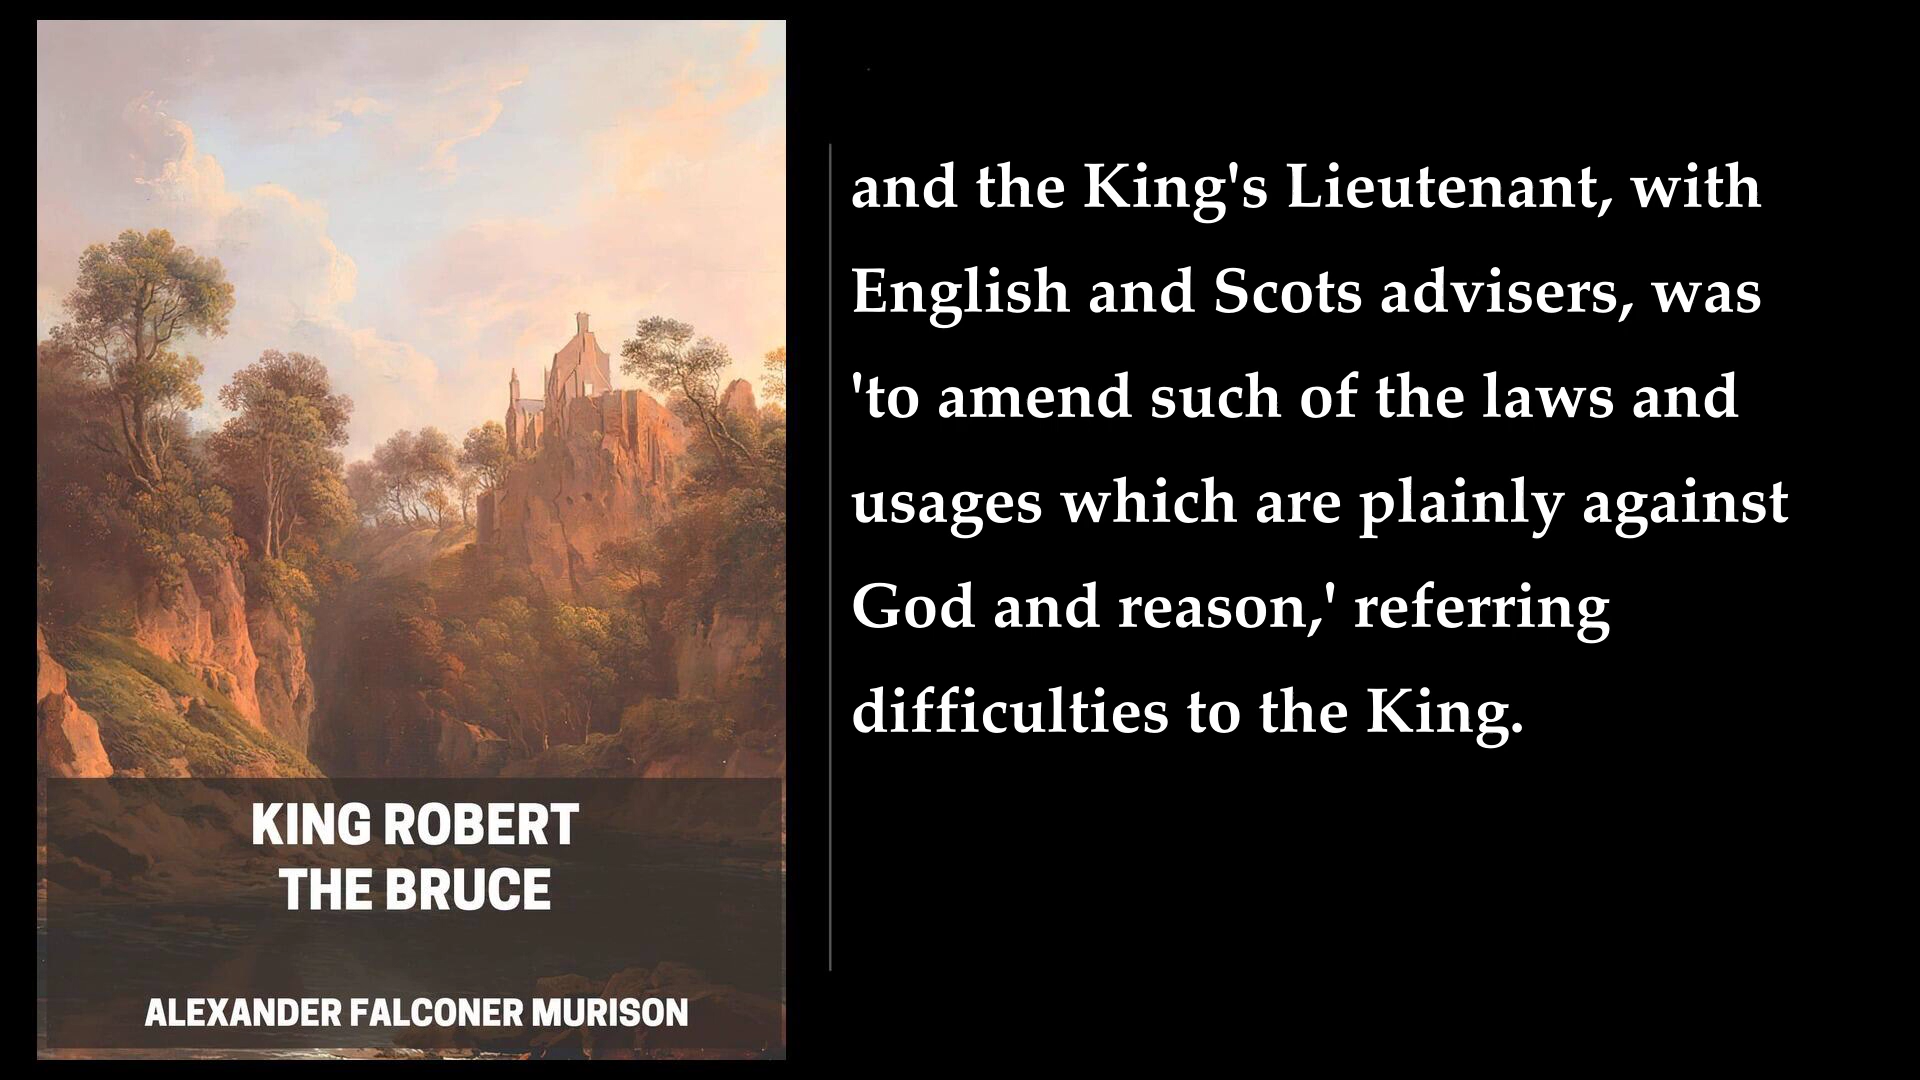 KING ROBERT
THE BRUCE
ALEXANDER FALCONER MURISON
and the King's Lieutenant, with
English and Scots advisers, was
'to amend such of the laws and
usages which are plainly against
God and reason,' referring
difficulties to the King.